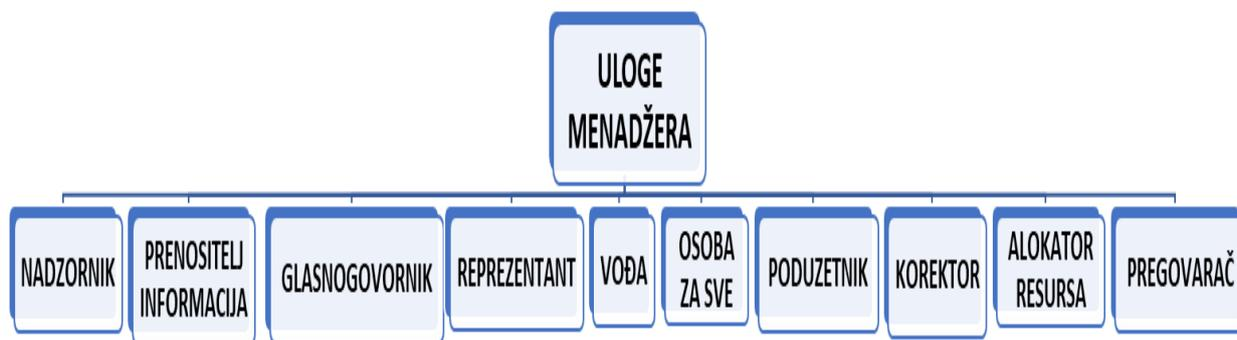 ULOGE
MENADŽERA
NADZORNIK
PRENOSITELJ
INFORMACIJA
GLASNOGOVORNIK
REPREZENTANT
VOĐA
OSOBA
ZA SVE
PODUZETNIK
KOREKTOR
ALOKATOR
RESURSA
PREGOVARAČ